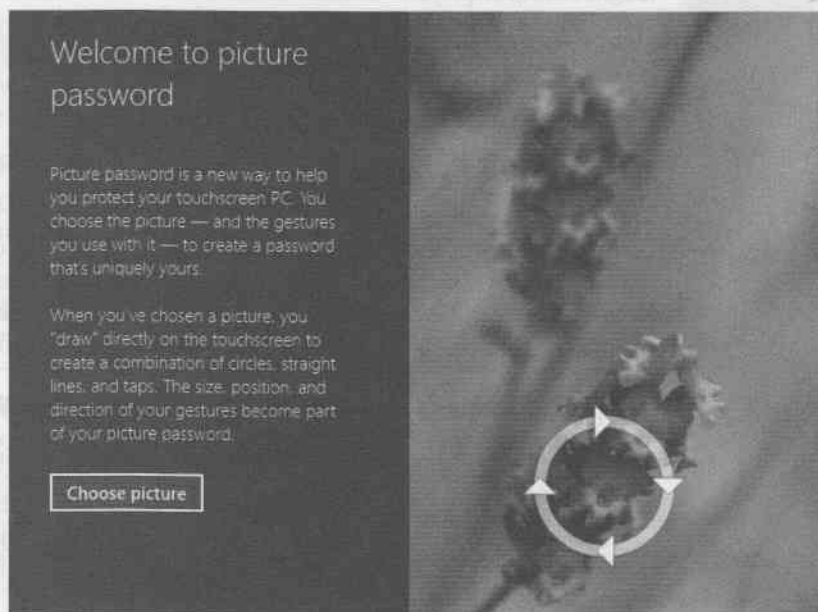 Welcome to picture
password
Picture password is a new way to help
you protect your touchscreen PC. You
choose the picture — and the gestures
you use with it — to create a password
that's uniquely yours.
When you've chosen a picture, you
"draw" directly on the touchscreen to
create a combination of circles, straight
lines, and taps. The size, position, and
direction of your gestures become part
of your picture password.
Choose picture